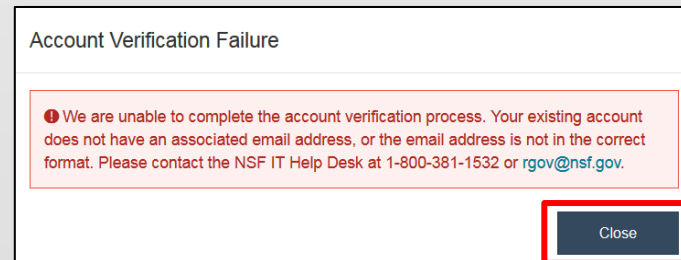 Account Verification Failure
We are unable to complete the account verification process. Your existing account
does not have an associated email address, or the email address is not in the correct
format. Please contact the NSF IT Help Desk at 1-800-381-1532 or rgov@nsf.gov.
Close